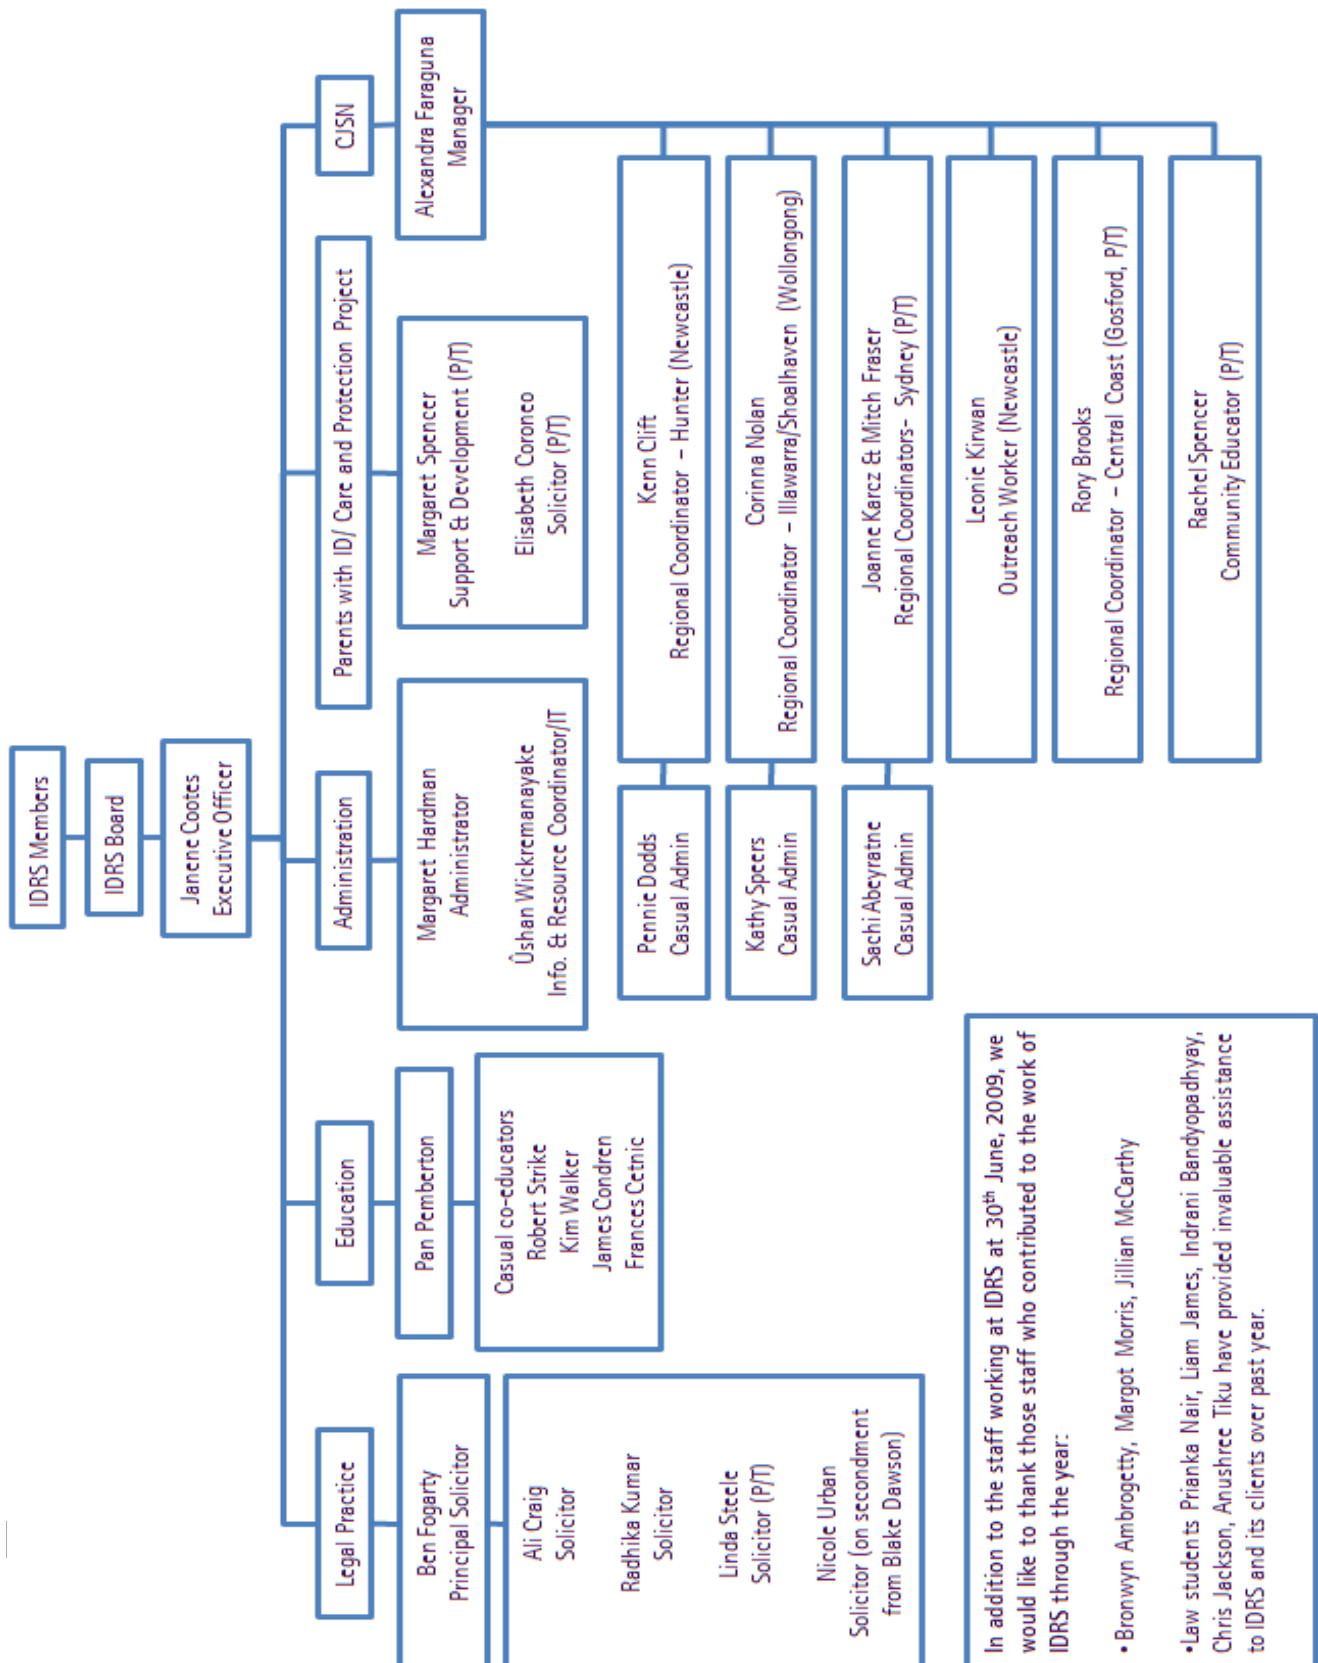 IDRS Members
IDRS Board
Janene Cootes
Executive Officer
Legal Practice
Ben Fogarty
Principal Solicitor
Ali Craig
Solicitor
Radhika Kumar
Solicitor
Linda Steele
Solicitor (P/T)
Nicole Urban
Solicitor (on secondment
from Blake Dawson)
Education
Pan Pemberton
Casual co-educators
Robert Strike
Kim Walker
James Condren
Frances Cetnic
Administration
Margaret Hardman
Administrator
Ûshan Wickremanayake
Info. & Resource Coordinator/IT
Parents with ID/ Care and Protection Project
Margaret Spencer
Support & Development (P/T)
Elisabeth Coroneo
Solicitor (P/T)
CJSN
Alexandra Faraguna
Manager
Pennie Dodds
Casual Admin
Kenn Clift
Regional Coordinator – Hunter (Newcastle)
Kathy Speers
Casual Admin
Corinna Nolan
Regional Coordinator – Illawarra/Shoalhaven (Wollongong)
Sachi Abeyratne
Casual Admin
Joanne Karcz & Mitch Fraser
Regional Coordinators– Sydney (P/T)
Leonie Kirwan
Outreach Worker (Newcastle)
Rory Brooks
Regional Coordinator – Central Coast (Gosford, P/T)
Rachel Spencer
Community Educator (P/T)
In addition to the staff working at IDRS at 30th June, 2009, we
would like to thank those staff who contributed to the work of
IDRS through the year:
• Bronwyn Ambrogetty, Margot Morris, Jillian McCarthy
•Law students Prianka Nair, Liam James, Indrani Bandyopadhyay,
Chris Jackson, Anushree Tiku have provided invaluable assistance
to IDRS and its clients over past year.